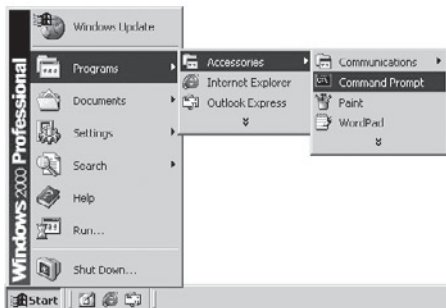 Windows 2000 Professional
Windows Update
Programs
Documents
Settings
Search
Help
Run...
Shut Down...
Accessories
Internet Explorer
Outlook Express
Communications
Command Prompt
Paint
WordPad
Start